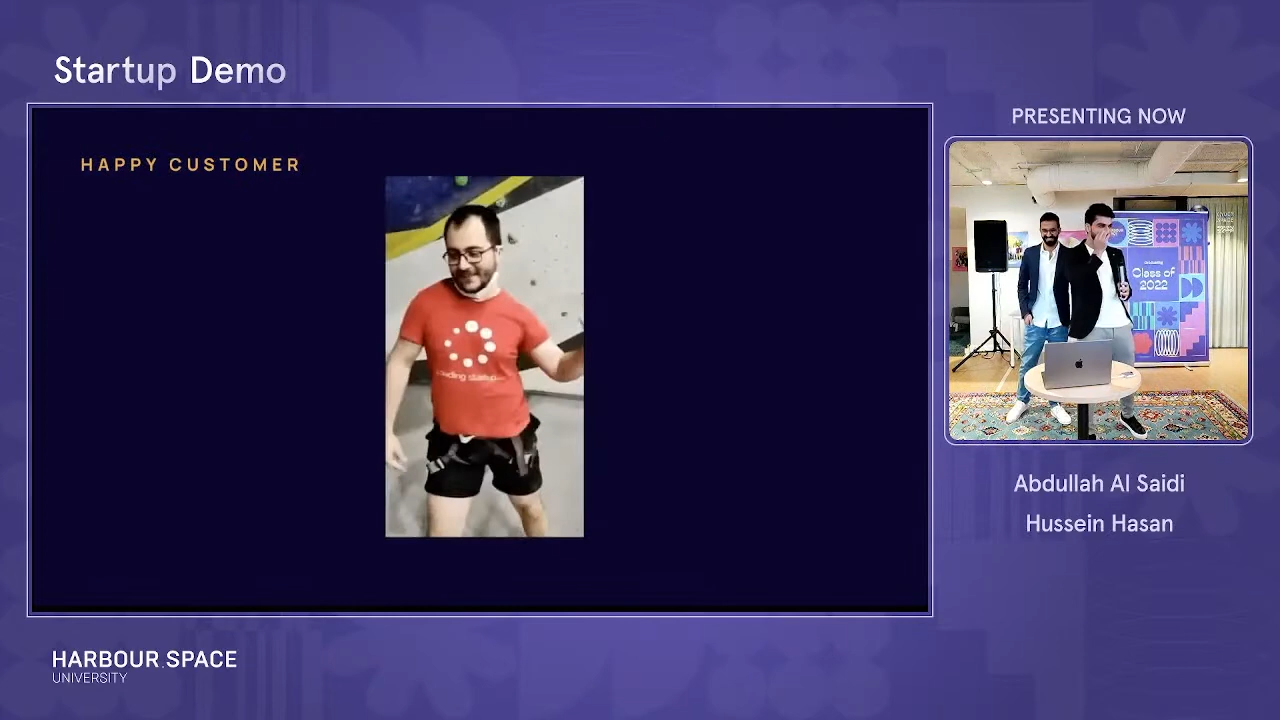 Startup Demo
HAPPY CUSTOMER
PRESENTING NOW
Class of
2022
Abdullah Al Saidi
Hussein Hasan
HARBOUR.SPACE
UNIVERSITY